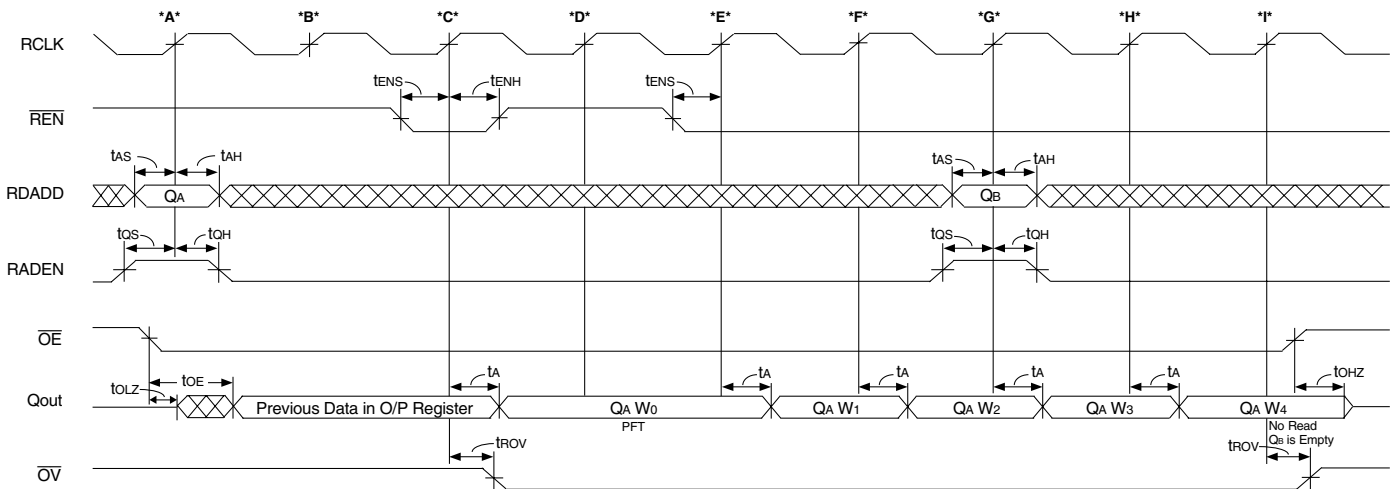 *A* *B* *C* *D* *E* *F* *G* *H* *I*
RCLK
tENS tENH tENS
REN
tAS tAH tAS tAH
RDADD QA QB
tQS tQH tQS tQH
RADEN
OE
tOLZ tOE tA tA tA tA tA tOHZ
Qout Previous Data in O/P Register QA W0 QA W1 QA W2 QA W3 QA W4
PFT No Read
QB is Empty
tROV tROV
OV